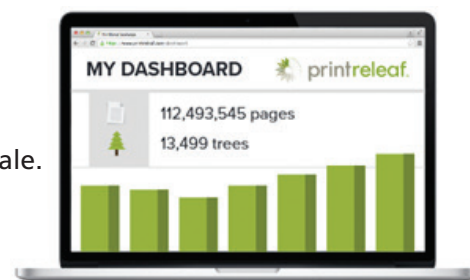 MY DASHBOARD
printreleaf.
112,493,545 pages
13,499 trees
ale.